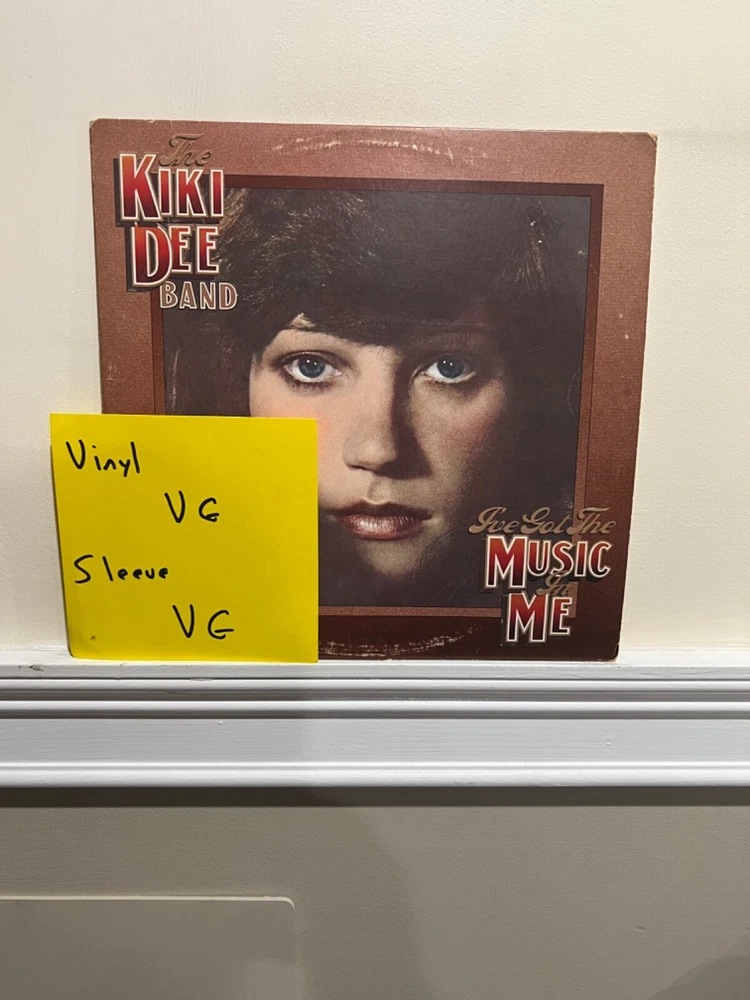 The
KIKI
DEE
BAND
Vinyl
VG
Sleeve
VG
I've Got The
MUSIC
In
ME